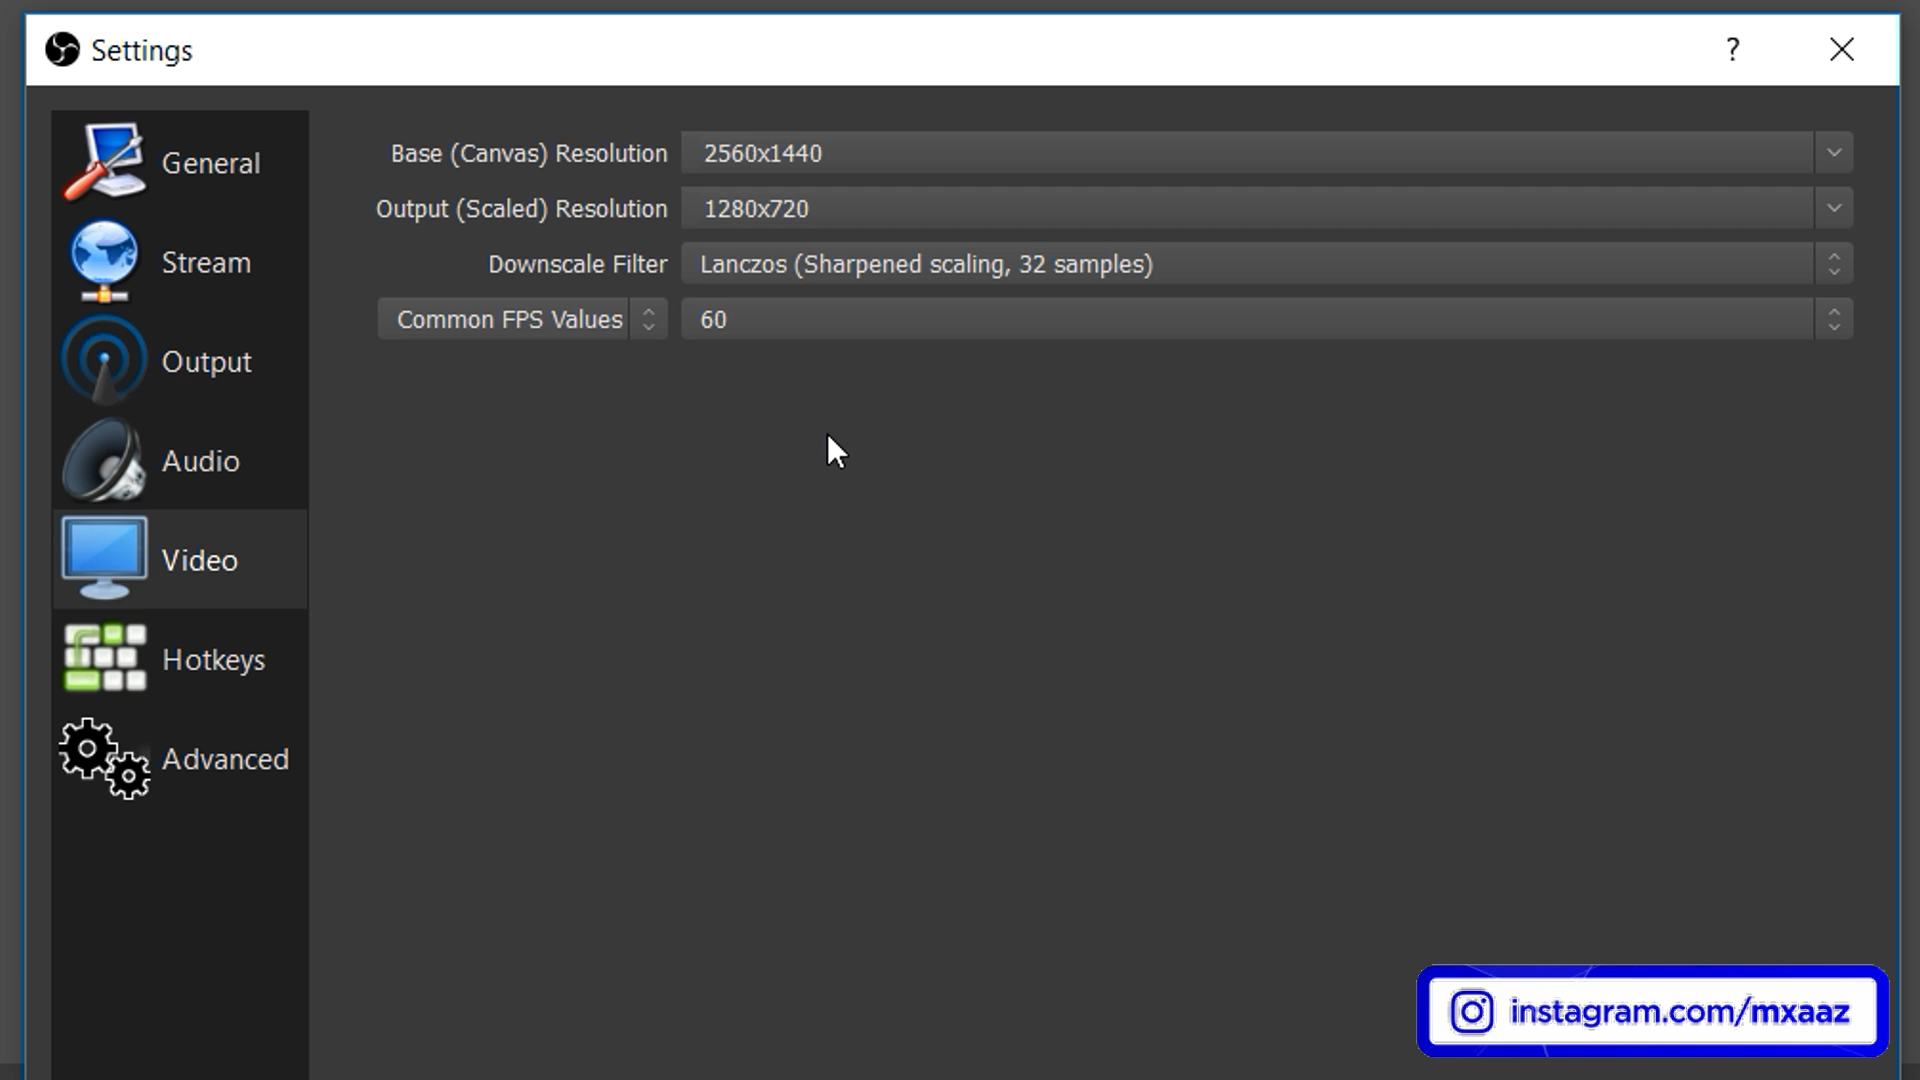 Settings
?
General
Stream
Output
Audio
Video
Hotkeys
Advanced
Base (Canvas) Resolution 2560x1440
Output (Scaled) Resolution 1280x720
Downscale Filter Lanczos (Sharpened scaling, 32 samples)
Common FPS Values 60
instagram.com/mxaaz